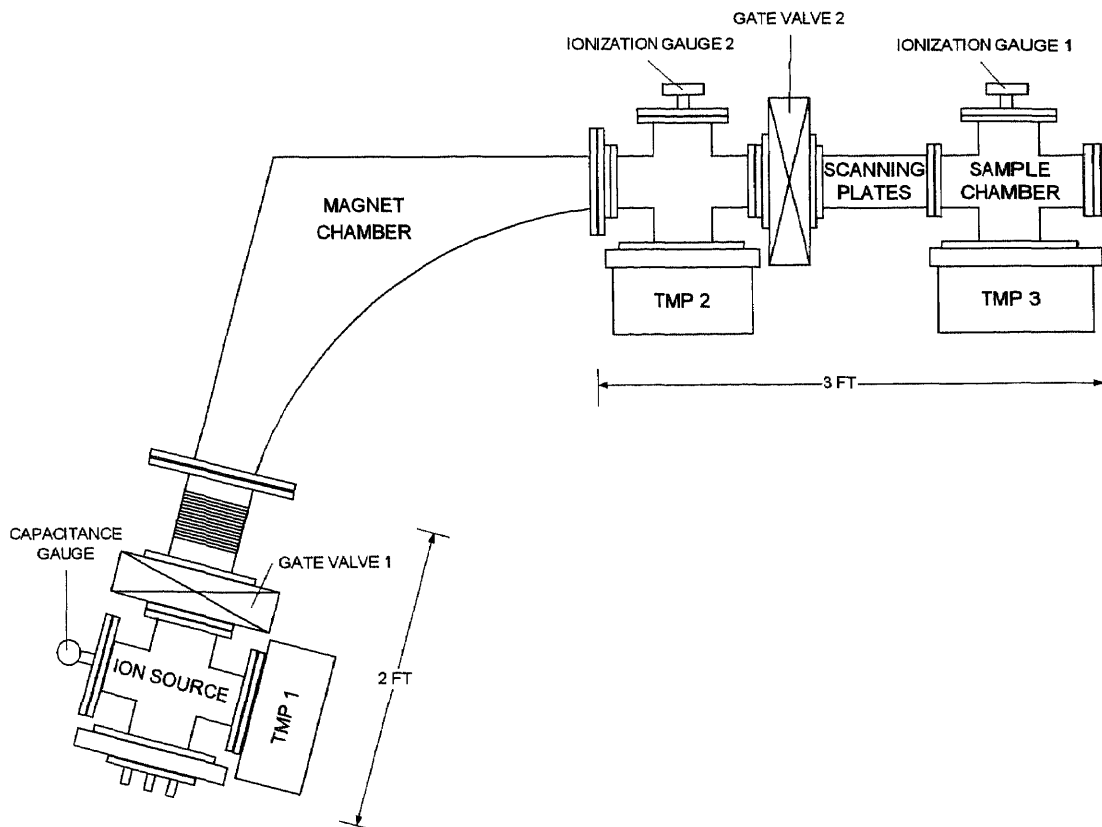 GATE VALVE 2
IONIZATION GAUGE 2
IONIZATION GAUGE 1
SCANNING
PLATES
SAMPLE
CHAMBER
MAGNET
CHAMBER
TMP 2
TMP 3
3 FT
CAPACITANCE
GAUGE
GATE VALVE 1
ION SOURCE
TMP 1
2 FT